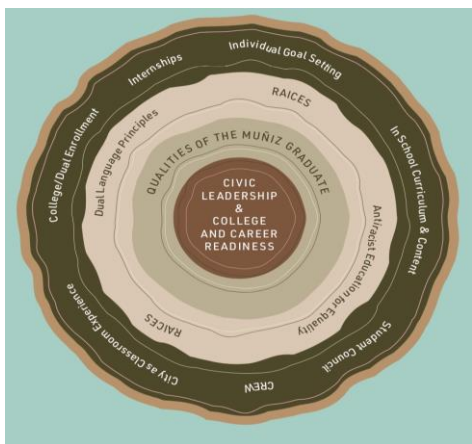 Individual Goal Setting
In School Curriculum & Content
Student Council
CREW
City as Classroom Experience
College/Dual Enrollment
Internships
RAICES
Antiracist Education for Equality
RAICES
Dual Language Principles
QUALITIES OF THE MUÑIZ GRADUATE
CIVIC
LEADERSHIP
&
COLLEGE
AND CAREER
READINESS